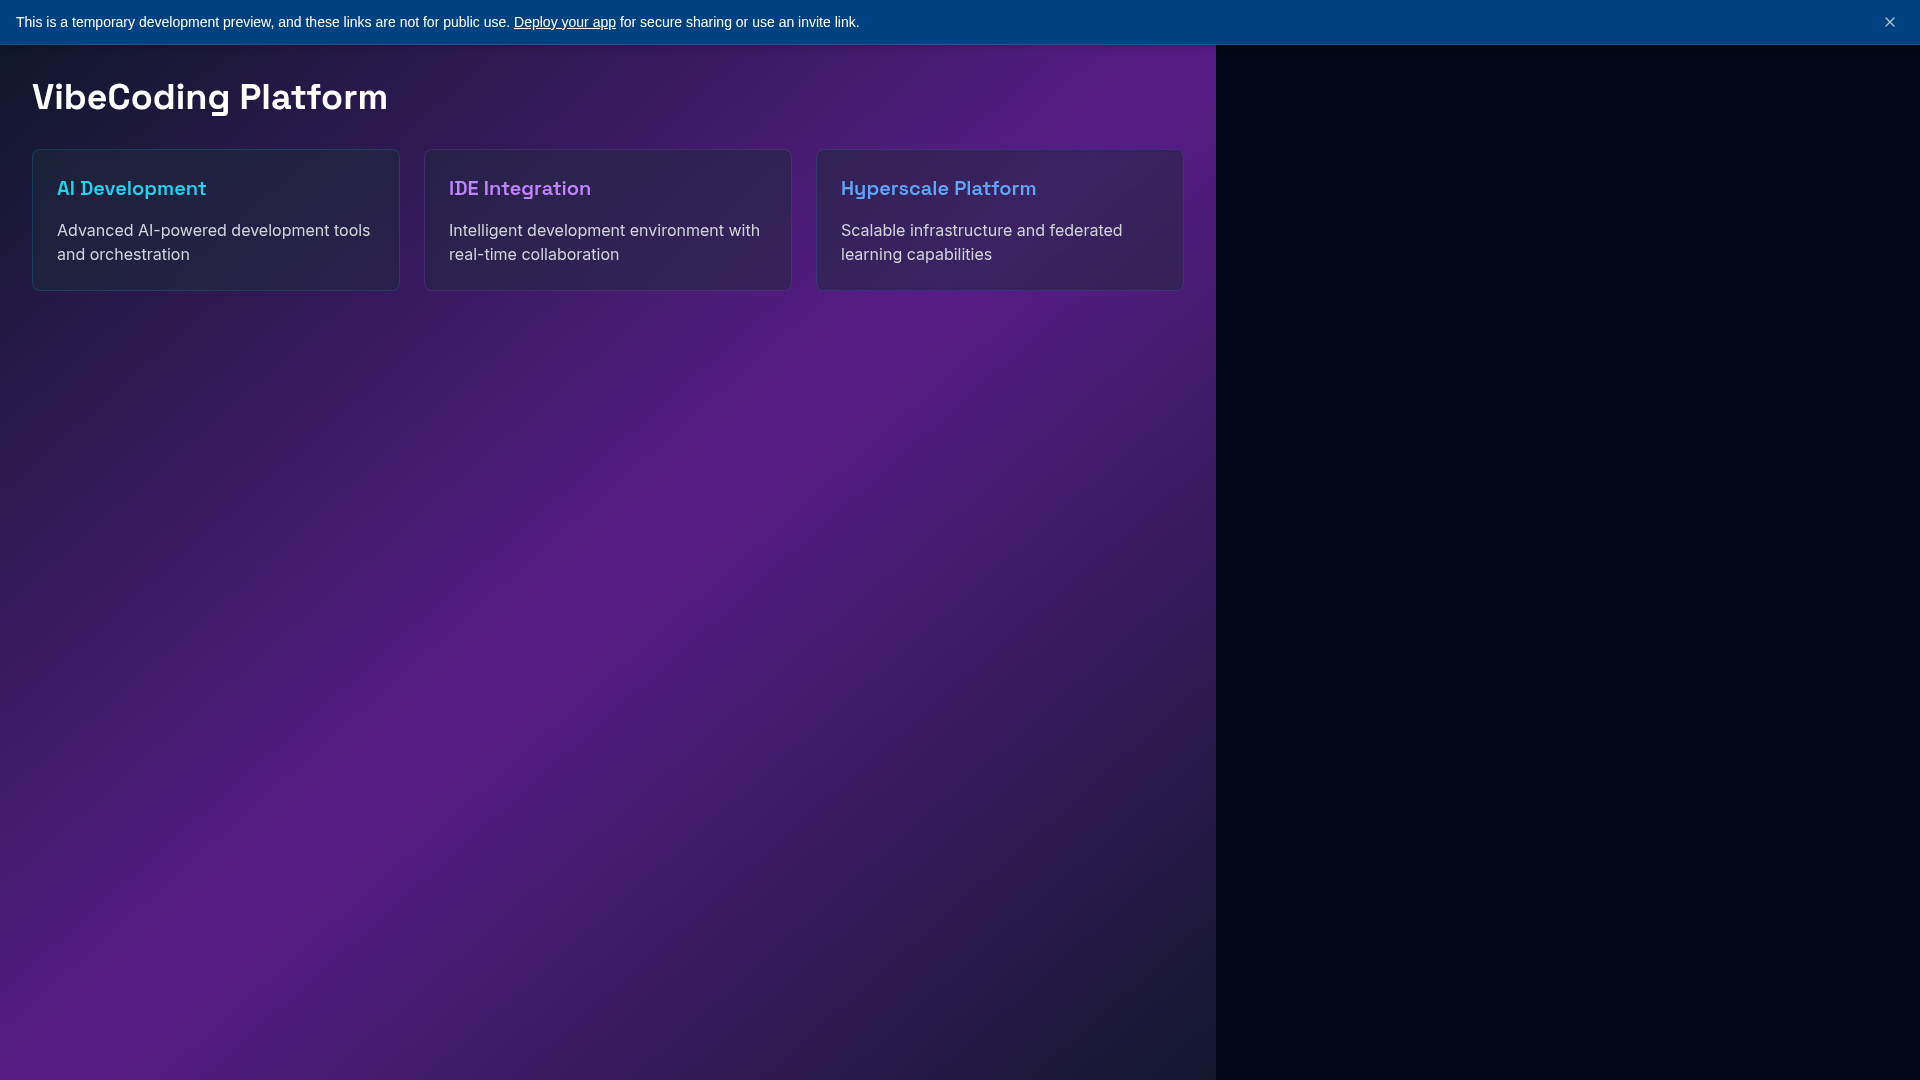 This is a temporary development preview, and these links are not for public use. Deploy your app for secure sharing or use an invite link.
VibeCoding Platform
AI Development
Advanced AI-powered development tools
and orchestration
IDE Integration
Intelligent development environment with
real-time collaboration
Hyperscale Platform
Scalable infrastructure and federated
learning capabilities